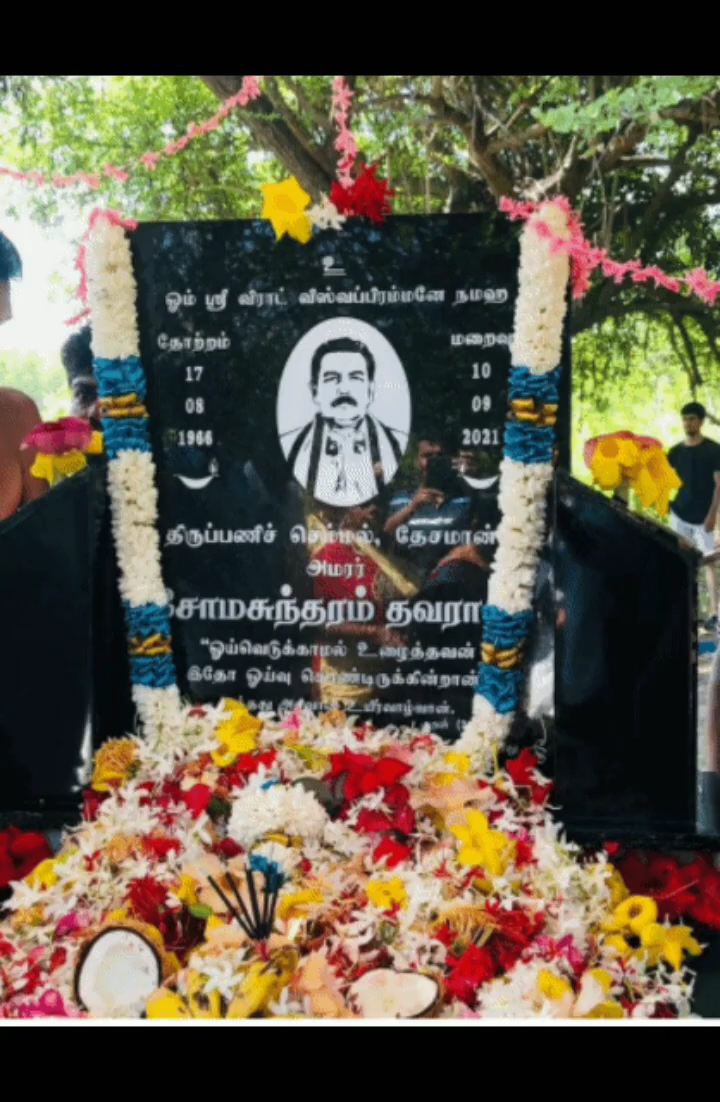 உ
ஓம் ஸ்ரீ விராட் விஸ்வப்பிரம்மனே நமஹ
தோற்றம்
17
08
1966
மறைவு
10
09
2021
திருப்பணிச் செம்மல், தேசமான்
அமரர்
சோமசுந்தரம் தவரா
“ஓய்வெடுக்காமல் உழைத்தவன்
இதோ ஓய்வு கொண்டிருக்கின்றான்
உயிர்வாழ்வான்.